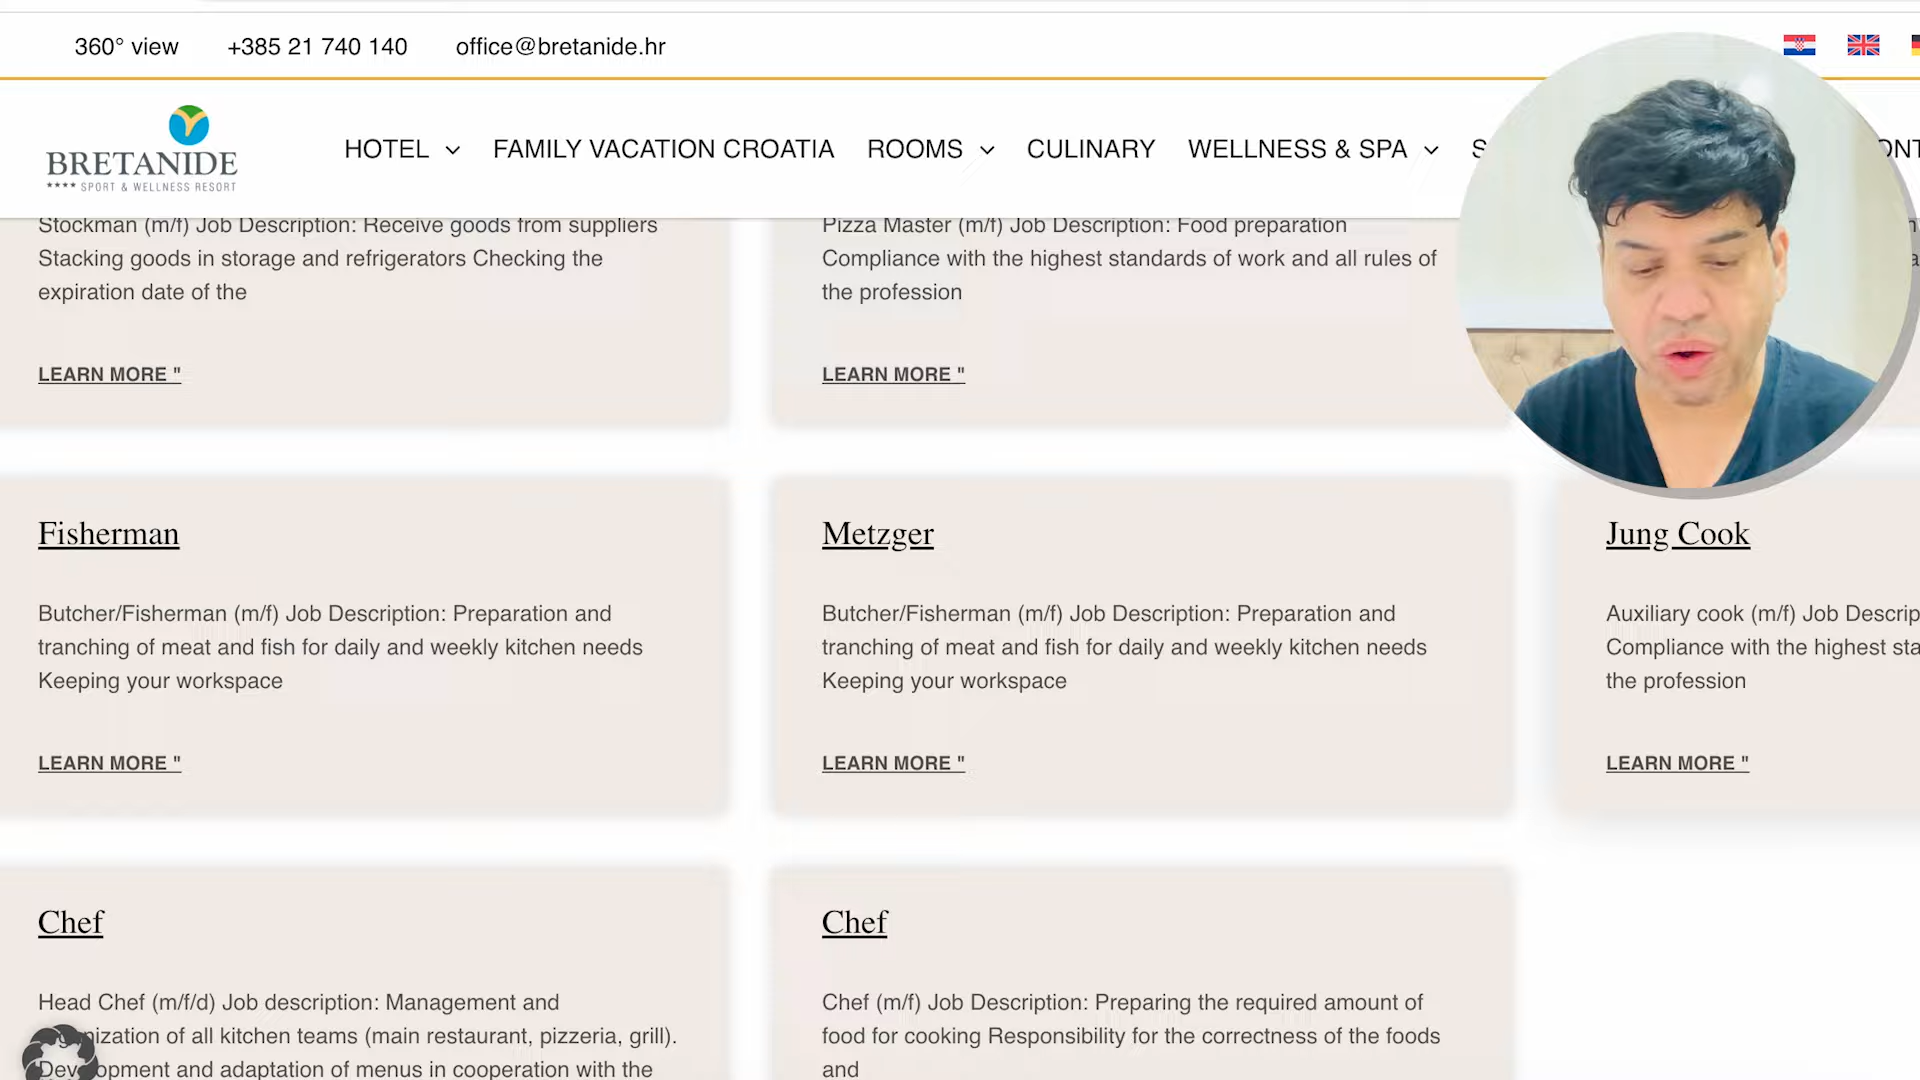 360° view +385 21 740 140 office@bretanide.hr
BRETANIDE
**** SPORT & WELLNESS RESORT
HOTEL FAMILY VACATION CROATIA ROOMS CULINARY WELLNESS & SPA
Stockman (m/f) Job Description: Receive goods from suppliers
Stacking goods in storage and refrigerators Checking the
expiration date of the
LEARN MORE "
Pizza Master (m/f) Job Description: Food preparation
Compliance with the highest standards of work and all rules of
the profession
LEARN MORE "
Fisherman
Butcher/Fisherman (m/f) Job Description: Preparation and
tranching of meat and fish for daily and weekly kitchen needs
Keeping your workspace
LEARN MORE "
Metzger
Butcher/Fisherman (m/f) Job Description: Preparation and
tranching of meat and fish for daily and weekly kitchen needs
Keeping your workspace
LEARN MORE "
Jung Cook
Auxiliary cook (m/f) Job Descrip
Compliance with the highest sta
the profession
LEARN MORE "
Chef
Head Chef (m/f/d) Job description: Management and
nization of all kitchen teams (main restaurant, pizzeria, grill).
Dev opment and adaptation of menus in cooperation with the
Chef
Chef (m/f) Job Description: Preparing the required amount of
food for cooking Responsibility for the correctness of the foods
and